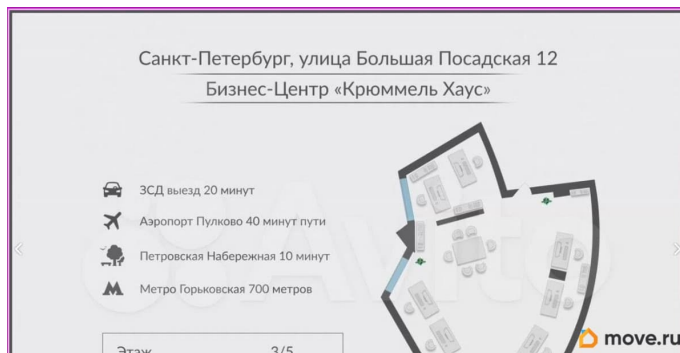 Санкт-Петербург, улица Большая Посадская 12
Бизнес-Центр «Крюммель Хаус»
ЗСД выезд 20 минут
Аэропорт Пулково 40 минут пути
Петровская Набережная 10 минут
Метро Горьковская 700 метров
Этаж 3/5
Avito
move.ru